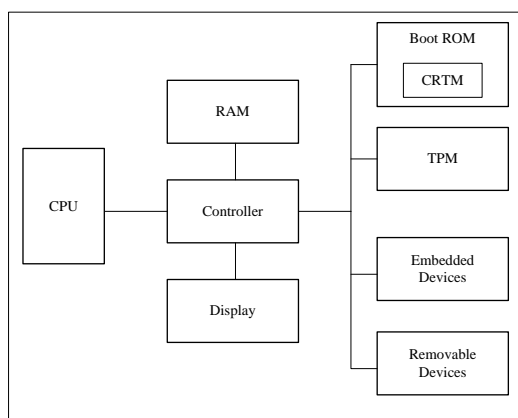 Boot ROM
CRTM
RAM
TPM
CPU
Controller
Embedded
Devices
Display
Removable
Devices